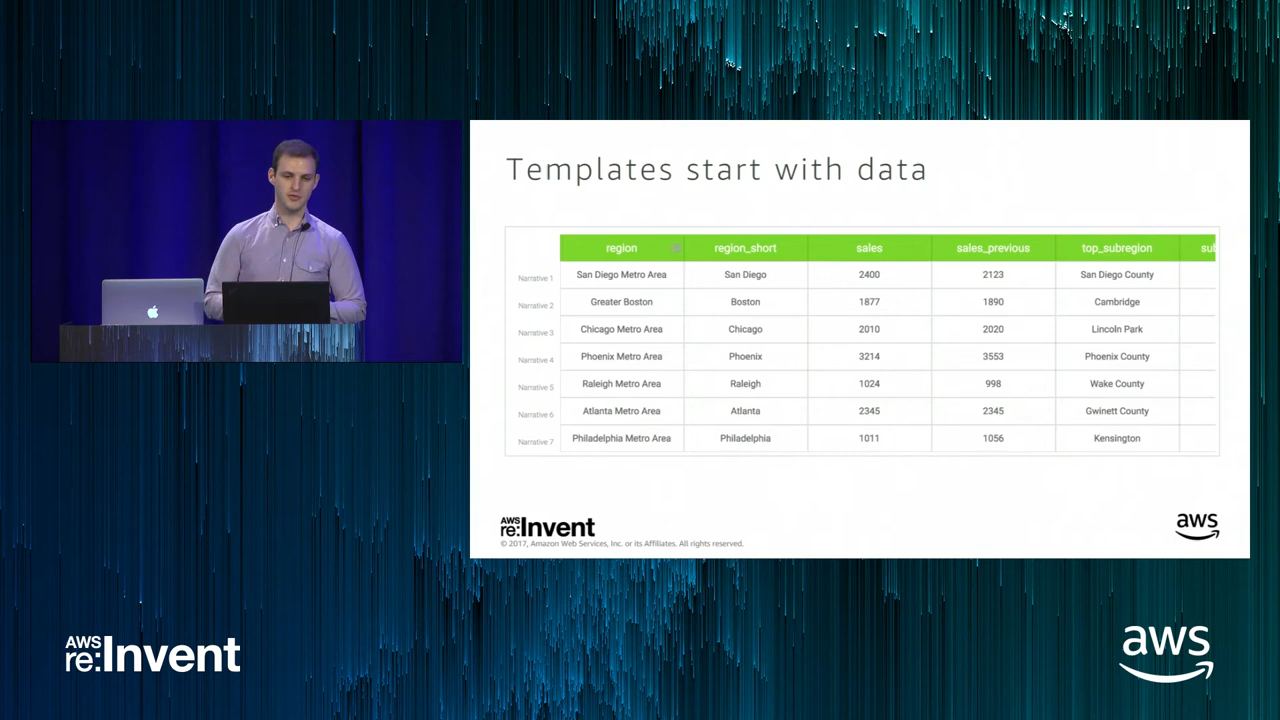 Templates start with data
region region_short sales sales_previous top_subregion sub
Narrative 1 San Diego Metro Area San Diego 2400 2123 San Diego County
Narrative 2 Greater Boston Boston 1877 1890 Cambridge
Narrative 3 Chicago Metro Area Chicago 2010 2020 Lincoln Park
Narrative 4 Phoenix Metro Area Phoenix 3214 3553 Phoenix County
Narrative 5 Raleigh Metro Area Raleigh 1024 998 Wake County
Narrative 6 Atlanta Metro Area Atlanta 2345 2345 Gwinett County
Narrative 7 Philadelphia Metro Area Philadelphia 1011 1056 Kensington
AWS
re:Invent
aws
© 2017, Amazon Web Services, Inc. or its Affiliates. All rights reserved.
AWS
re:Invent
aws